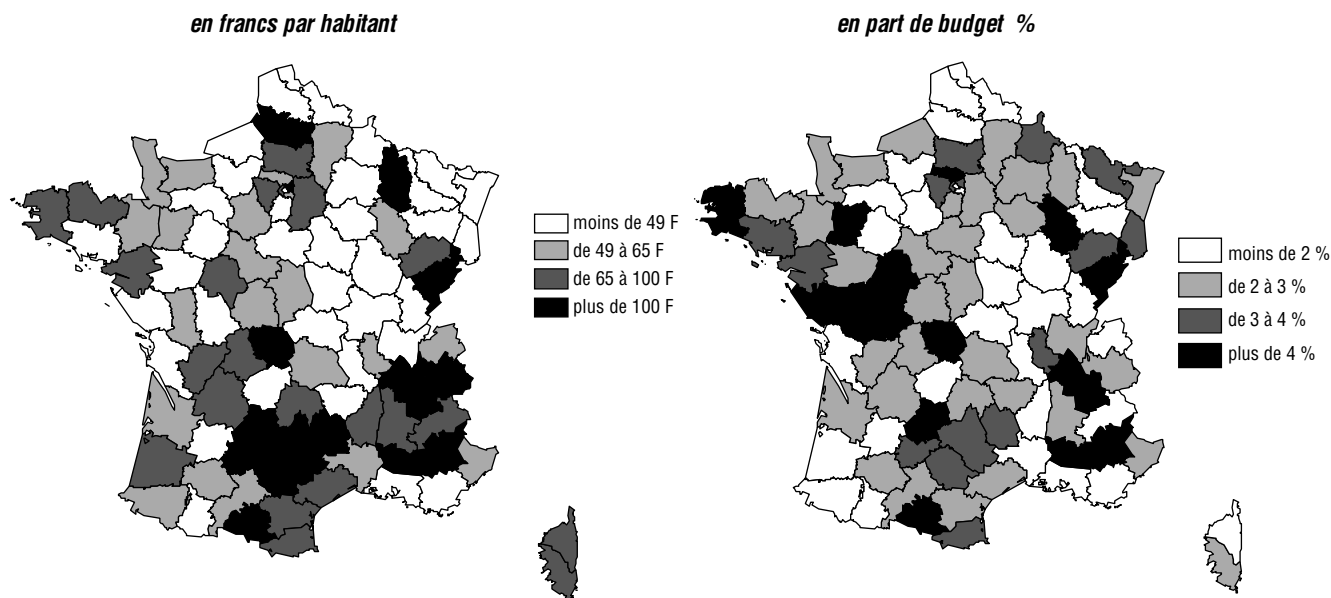 en francs par habitant
moins de 49 F
de 49 à 65 F
de 65 à 100 F
plus de 100 F
en part de budget %
moins de 2 %
de 2 à 3 %
de 3 à 4 %
plus de 4 %